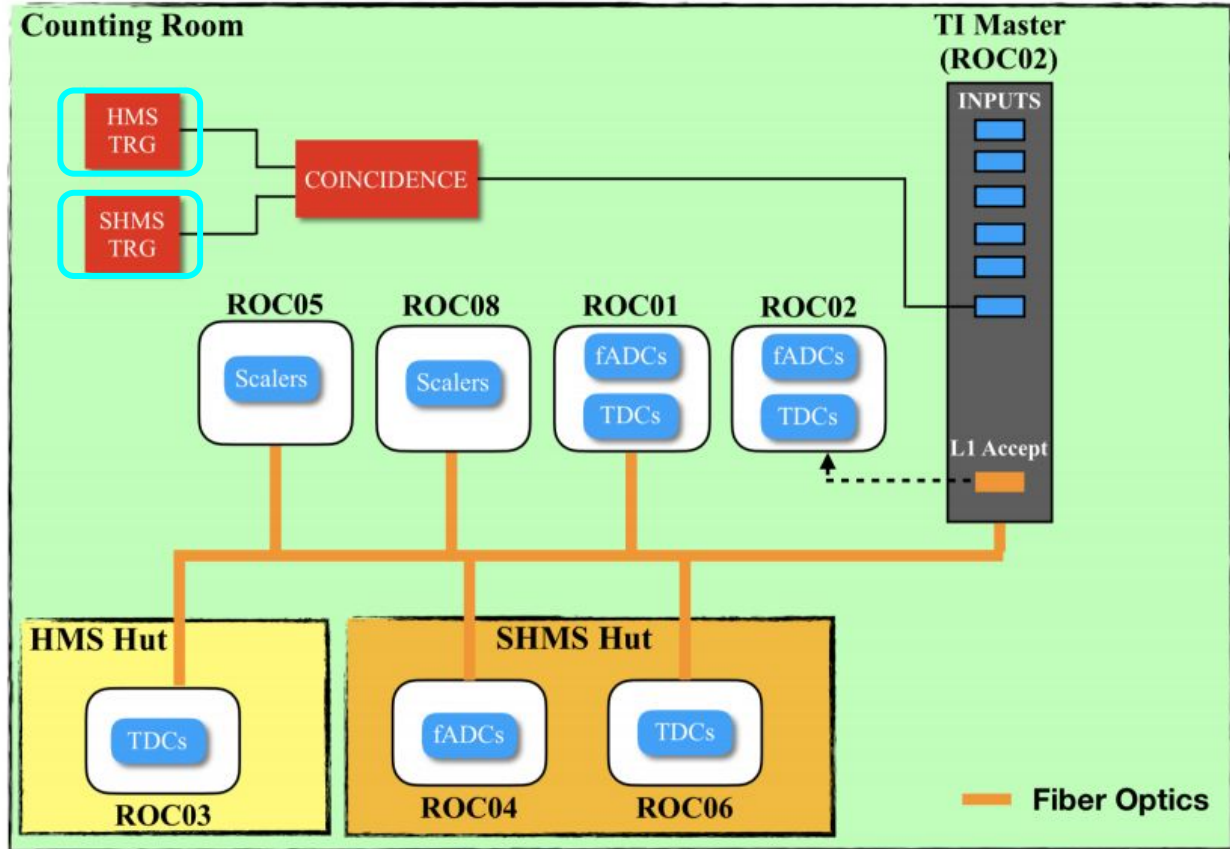 Counting Room
TI Master
(ROC02)
INPUTS
HMS
TRG
COINCIDENCE
SHMS
TRG
ROC05
ROC08
ROC01
ROC02
Scalers
Scalers
fADCs
TDCs
fADCs
TDCs
L1 Accept
HMS Hut
SHMS Hut
TDCs
fADCs
TDCs
ROC03
ROC04
ROC06
Fiber Optics